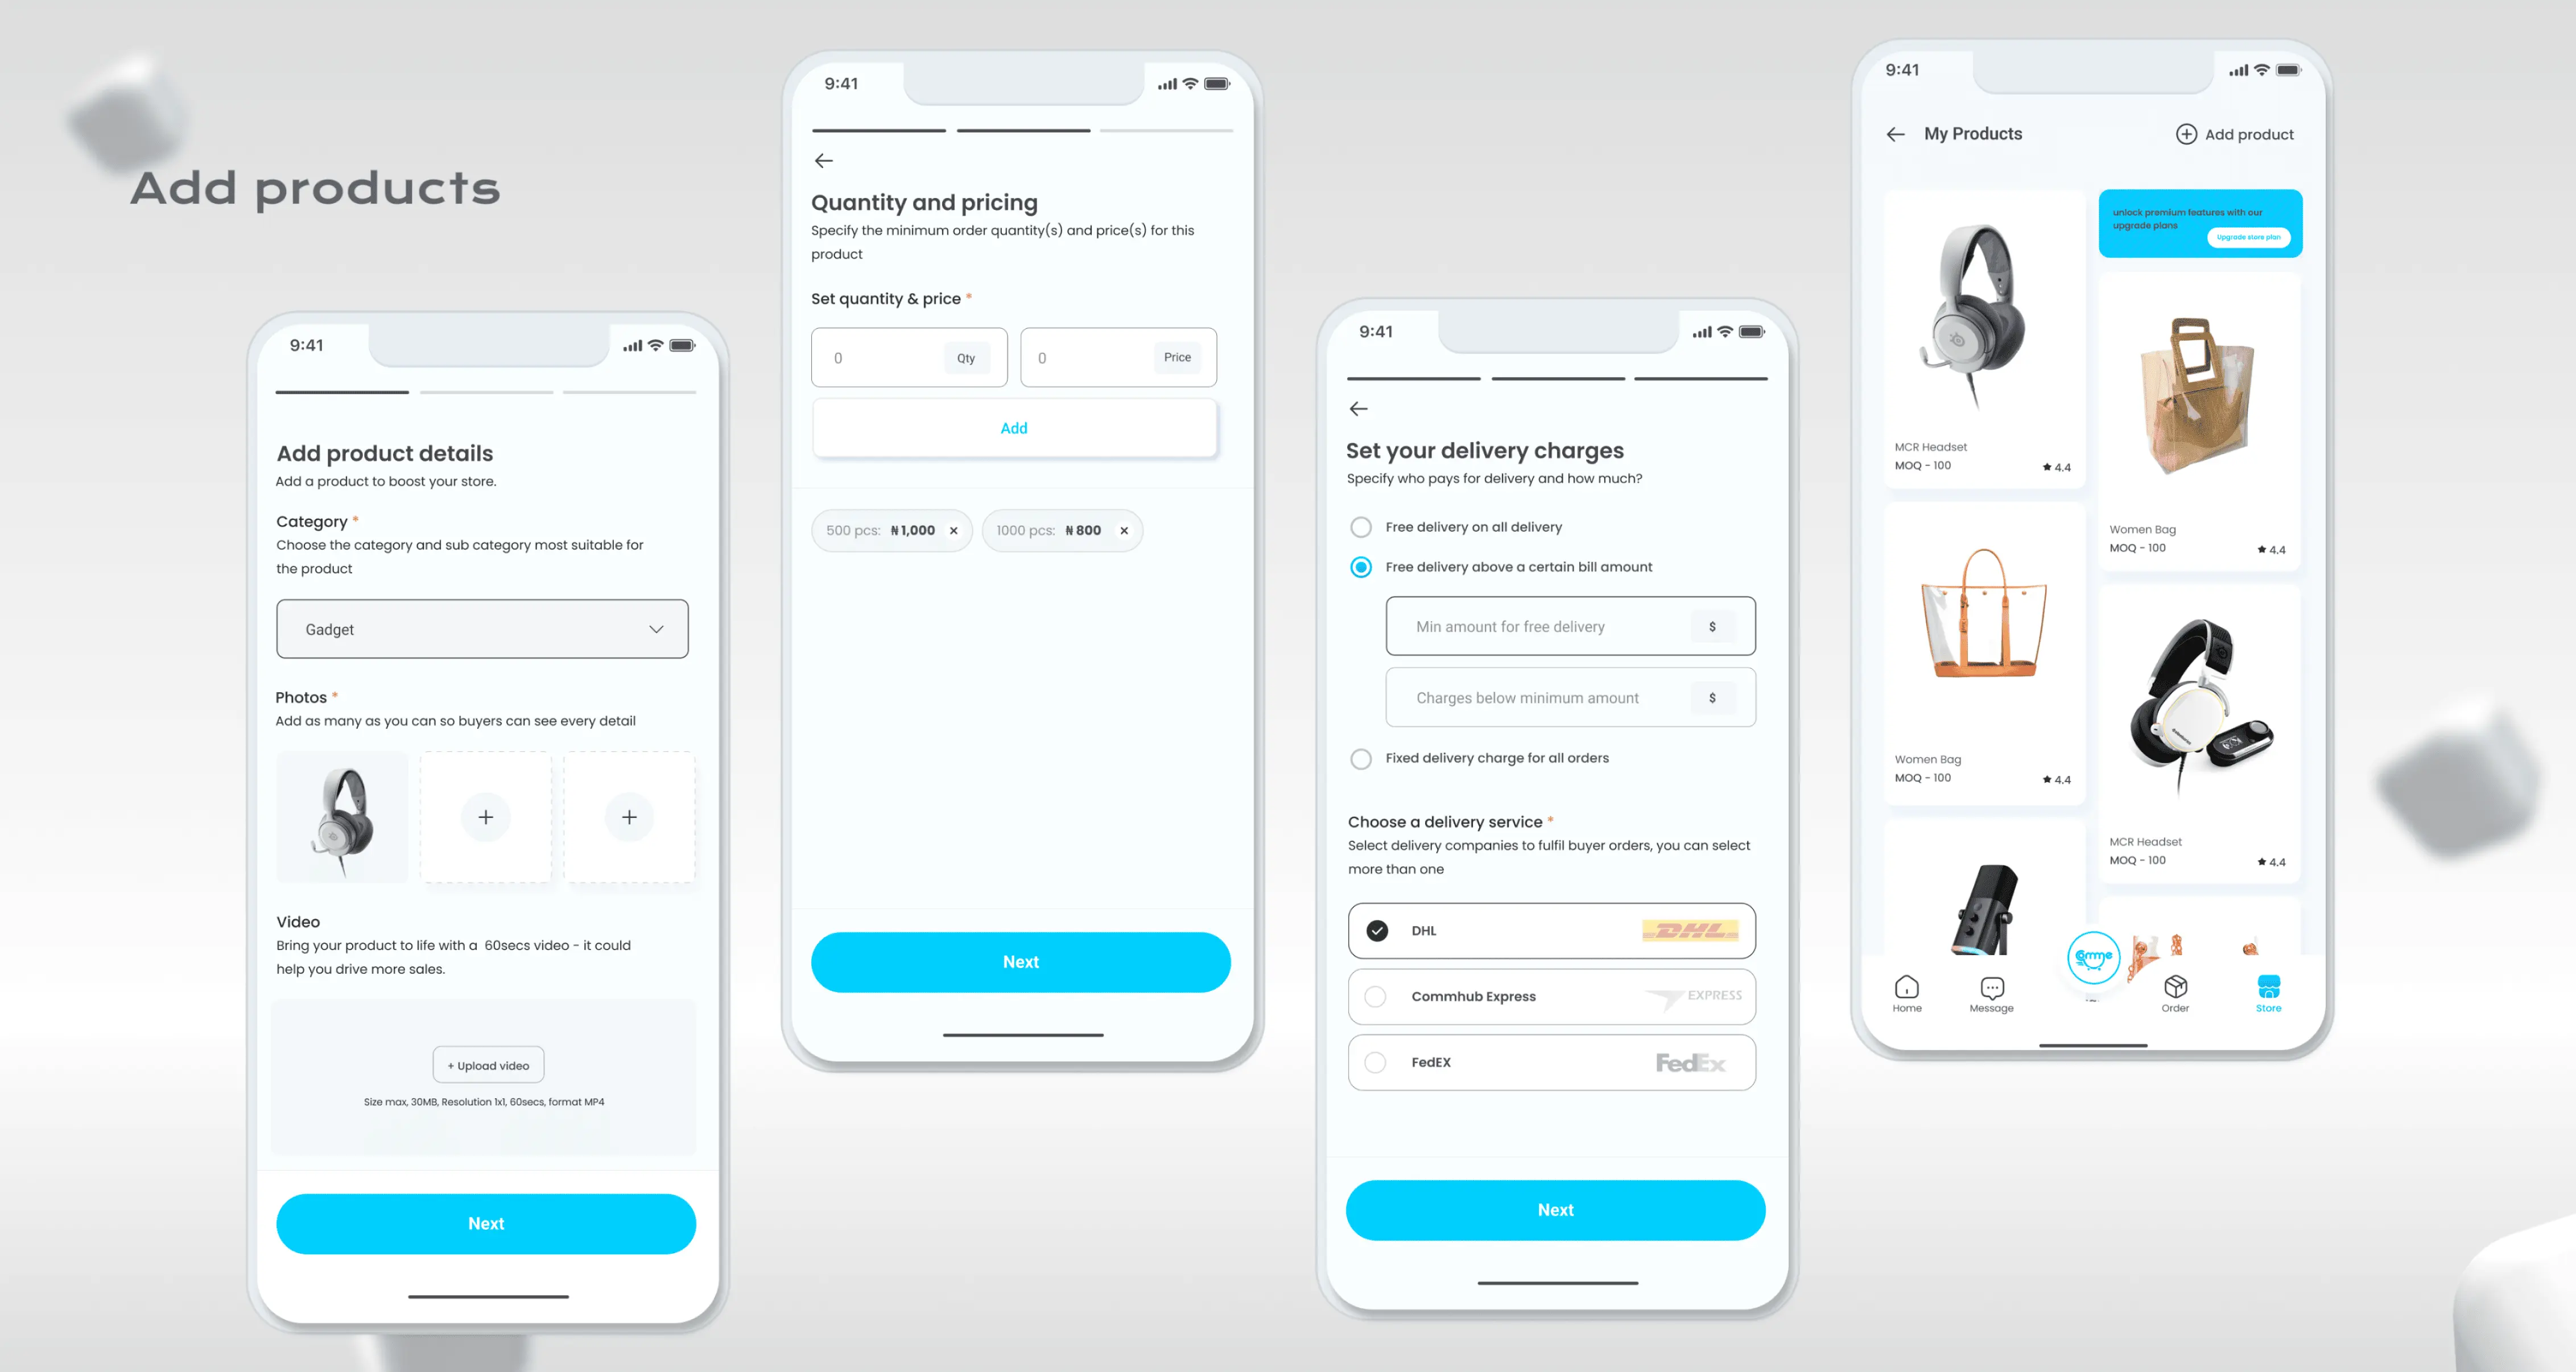 Add products
9:41
Add product details
Add a product to boost your store.
Category *
Choose the category and sub category most suitable for
the product
Gadget
Photos *
Add as many as you can so buyers can see every detail
+
+
Video
Bring your product to life with a 60secs video - it could
help you drive more sales.
+ Upload video
Size max, 30MB, Resolution 1x1, 60secs, format MP4
Next
9:41
Quantity and pricing
Specify the minimum order quantity(s) and price(s) for this
product
Set quantity & price *
0 Qty 0 Price
Add
500 pcs: ₦1,000 × 1000 pcs: ₦800 ×
Next
9:41
Set your delivery charges
Specify who pays for delivery and how much?
Free delivery on all delivery
Free delivery above a certain bill amount
Min amount for free delivery $
Charges below minimum amount $
Fixed delivery charge for all orders
Choose a delivery service *
Select delivery companies to fulfil buyer orders, you can select
more than one
DHL DHL
Commhub Express EXPRESS
FedEX FedEx
Next
9:41
My Products Add product
unlock premium features with our
upgrade plans
Upgrade store plan
MCR Headset
MOQ - 100 ★ 4.4
Women Bag
MOQ - 100 ★ 4.4
Women Bag
MOQ - 100 ★ 4.4
MCR Headset
MOQ - 100 ★ 4.4
Home Message Order Store